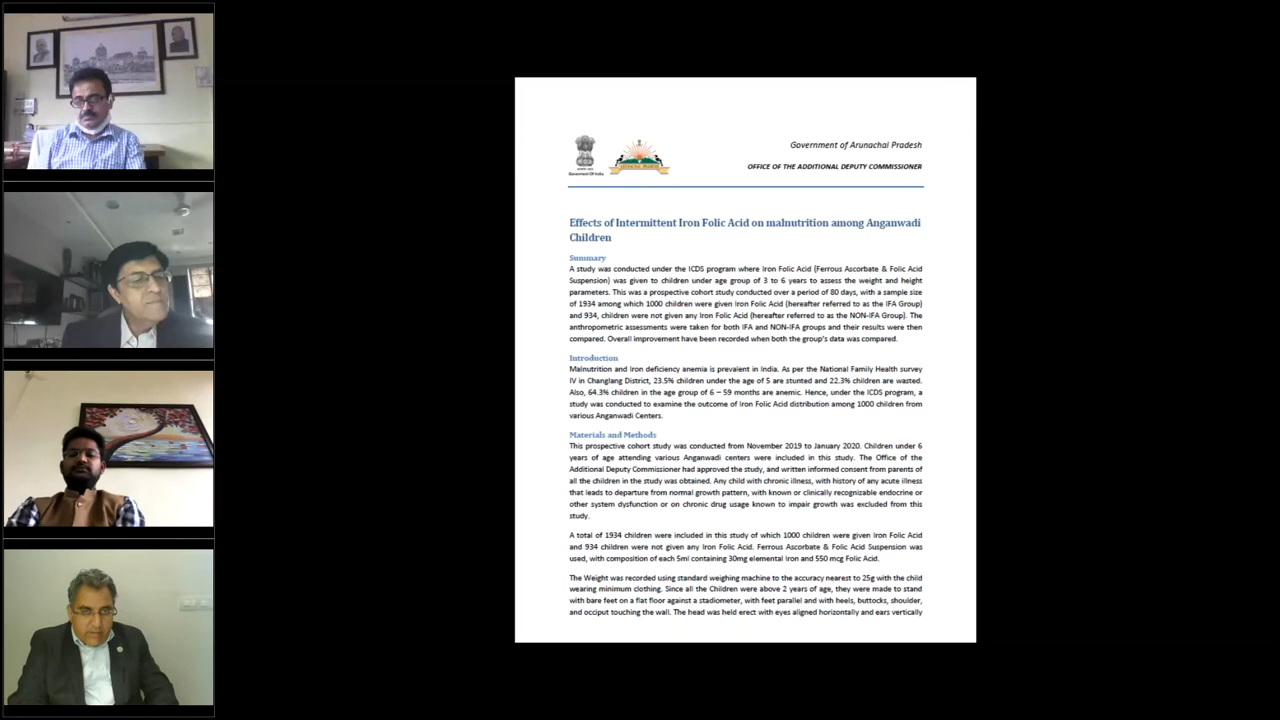 Government of Arunachal Pradesh
OFFICE OF THE ADDITIONAL DEPUTY COMMISSIONER
Government Of India
Effects of Intermittent Iron Folic Acid on malnutrition among Anganwadi
Children
Summary
A study was conducted under the ICDS program where Iron Folic Acid (Ferrous Ascorbate & Folic Acid
Suspension) was given to children under age group of 3 to 6 years to assess the weight and height
parameters. This was a prospective cohort study conducted over a period of 80 days, with a sample size
of 1934 among which 1000 children were given Iron Folic Acid (hereafter referred to as the IFA Group)
and 934, children were not given any Iron Folic Acid (hereafter referred to as the NON-IFA Group). The
anthropometric assessments were taken for both IFA and NON-IFA groups and their results were then
compared. Overall improvement have been recorded when both the group's data was compared.
Introduction
Malnutrition and Iron deficiency anemia is prevalent in India. As per the National Family Health survey
IV in Changlang District, 23.5% children under the age of 5 are stunted and 22.3% children are wasted.
Also, 64.3% children in the age group of 6 – 59 months are anemic. Hence, under the ICDS program, a
study was conducted to examine the outcome of Iron Folic Acid distribution among 1000 children from
various Anganwadi Centers.
Materials and Methods
This prospective cohort study was conducted from November 2019 to January 2020. Children under 6
years of age attending various Anganwadi centers were included in this study. The Office of the
Additional Deputy Commissioner had approved the study, and written informed consent from parents of
all the children in the study was obtained. Any child with chronic illness, with history of any acute illness
that leads to departure from normal growth pattern, with known or clinically recognizable endocrine or
other system dysfunction or on chronic drug usage known to impair growth was excluded from this
study.
A total of 1934 children were included in this study of which 1000 children were given Iron Folic Acid
and 934 children were not given any Iron Folic Acid. Ferrous Ascorbate & Folic Acid Suspension was
used, with composition of each 5ml containing 30mg elemental Iron and 550 mcg Folic Acid.
The Weight was recorded using standard weighing machine to the accuracy nearest to 25g with the child
wearing minimum clothing. Since all the Children were above 2 years of age, they were made to stand
with bare feet on a flat floor against a stadiometer, with feet parallel and with heels, buttocks, shoulder,
and occiput touching the wall. The head was held erect with eyes aligned horizontally and ears vertically